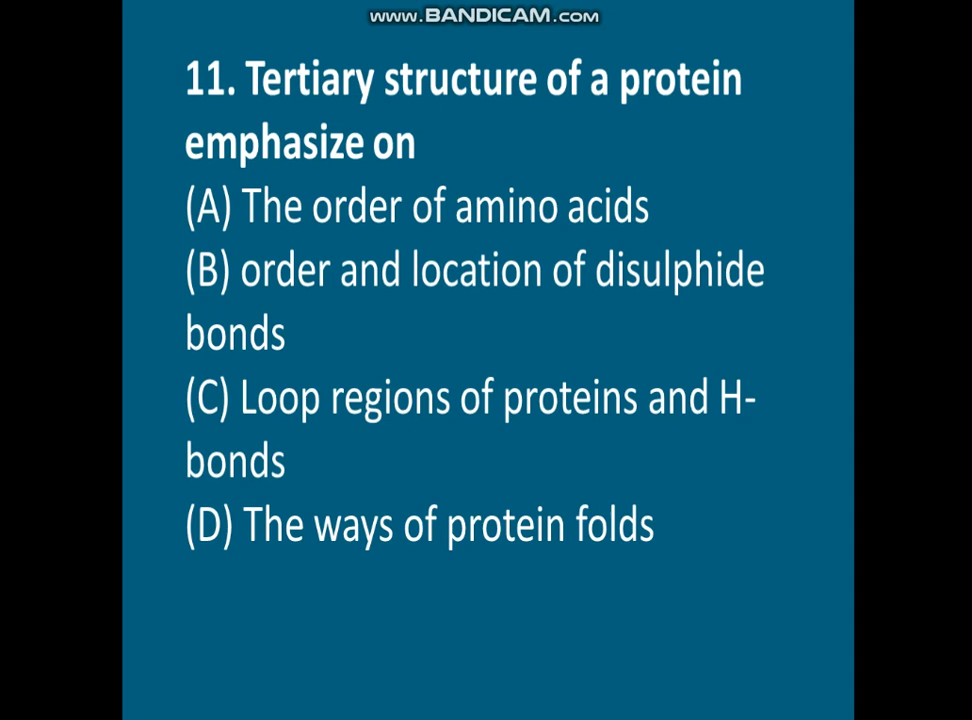 www.BANDICAM.com
11. Tertiary structure of a protein
emphasize on
(A) The order of amino acids
(B) order and location of disulphide
bonds
(C) Loop regions of proteins and H-
bonds
(D) The ways of protein folds